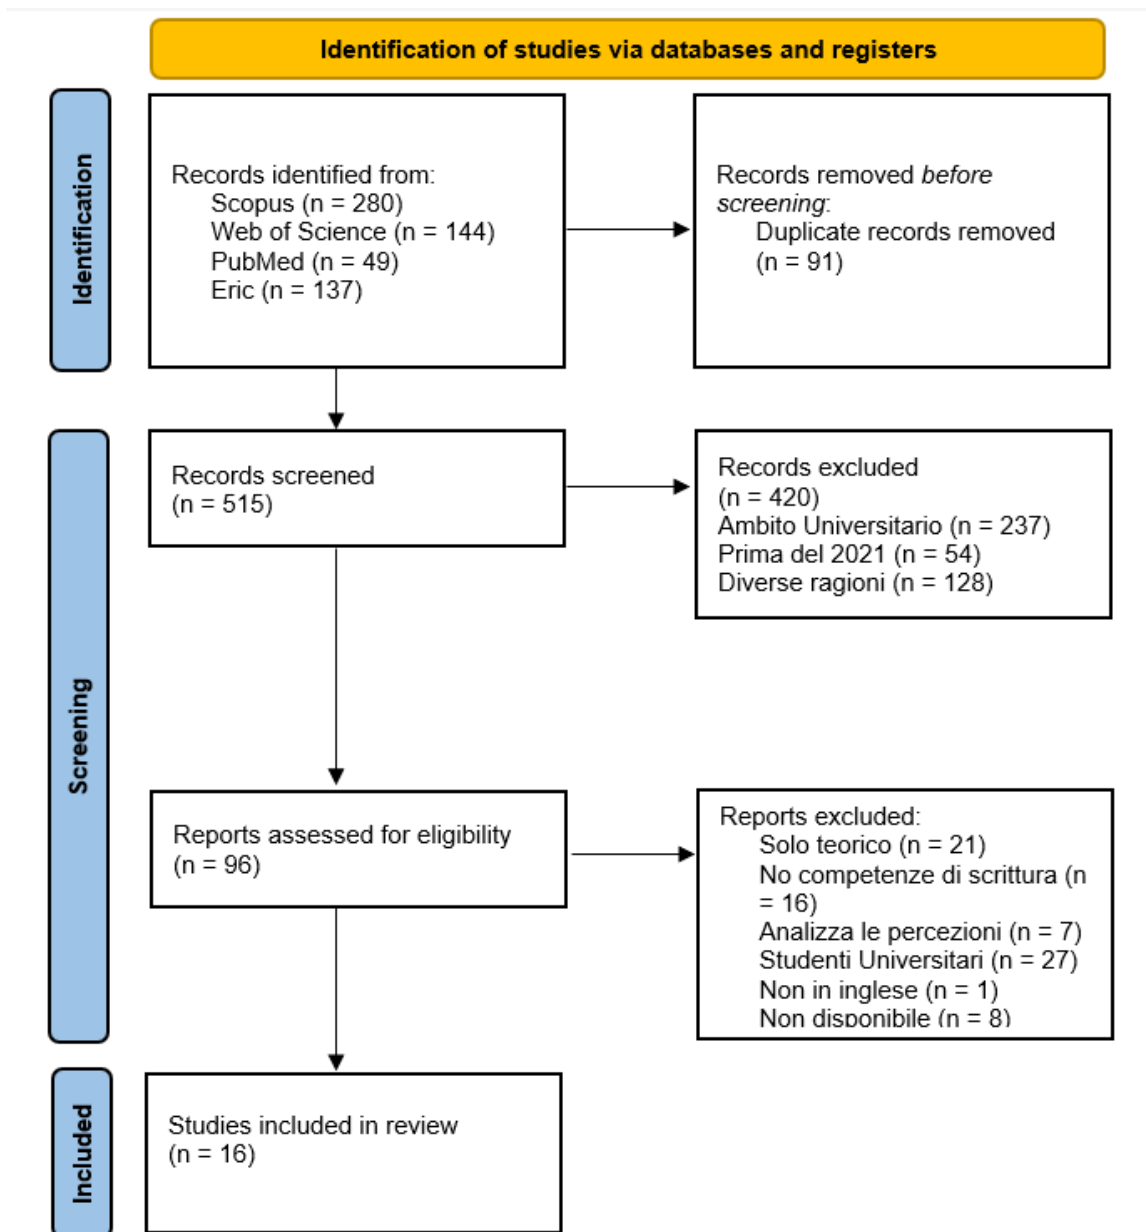 Identification of studies via databases and registers
Identification
Records identified from:
Scopus (n = 280)
Web of Science (n = 144)
PubMed (n = 49)
Eric (n = 137)
Records removed before
screening:
Duplicate records removed
(n = 91)
Screening
Records screened
(n = 515)
Records excluded
(n = 420)
Ambito Universitario (n = 237)
Prima del 2021 (n = 54)
Diverse ragioni (n = 128)
Reports assessed for eligibility
(n = 96)
Reports excluded:
Solo teorico (n = 21)
No competenze di scrittura (n
= 16)
Analizza le percezioni (n = 7)
Studenti Universitari (n = 27)
Non in inglese (n = 1)
Non disponibile (n = 8)
Included
Studies included in review
(n = 16)